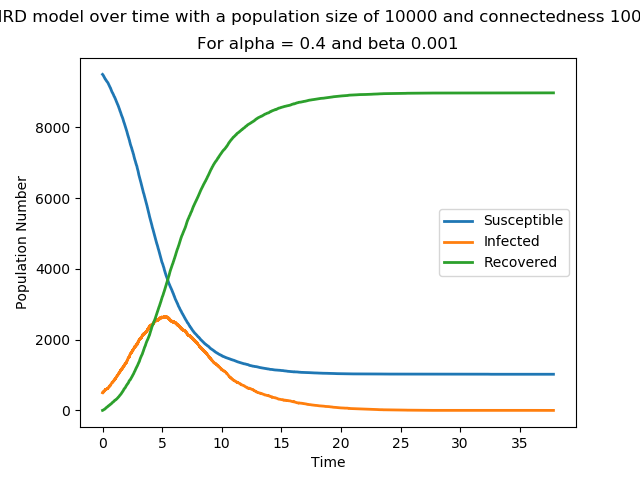 IRD model over time with a population size of 10000 and connectedness 100
For alpha = 0.4 and beta 0.001
Population Number
8000
6000
4000
2000
0
Susceptible
Infected
Recovered
0 5 10 15 20 25 30 35
Time